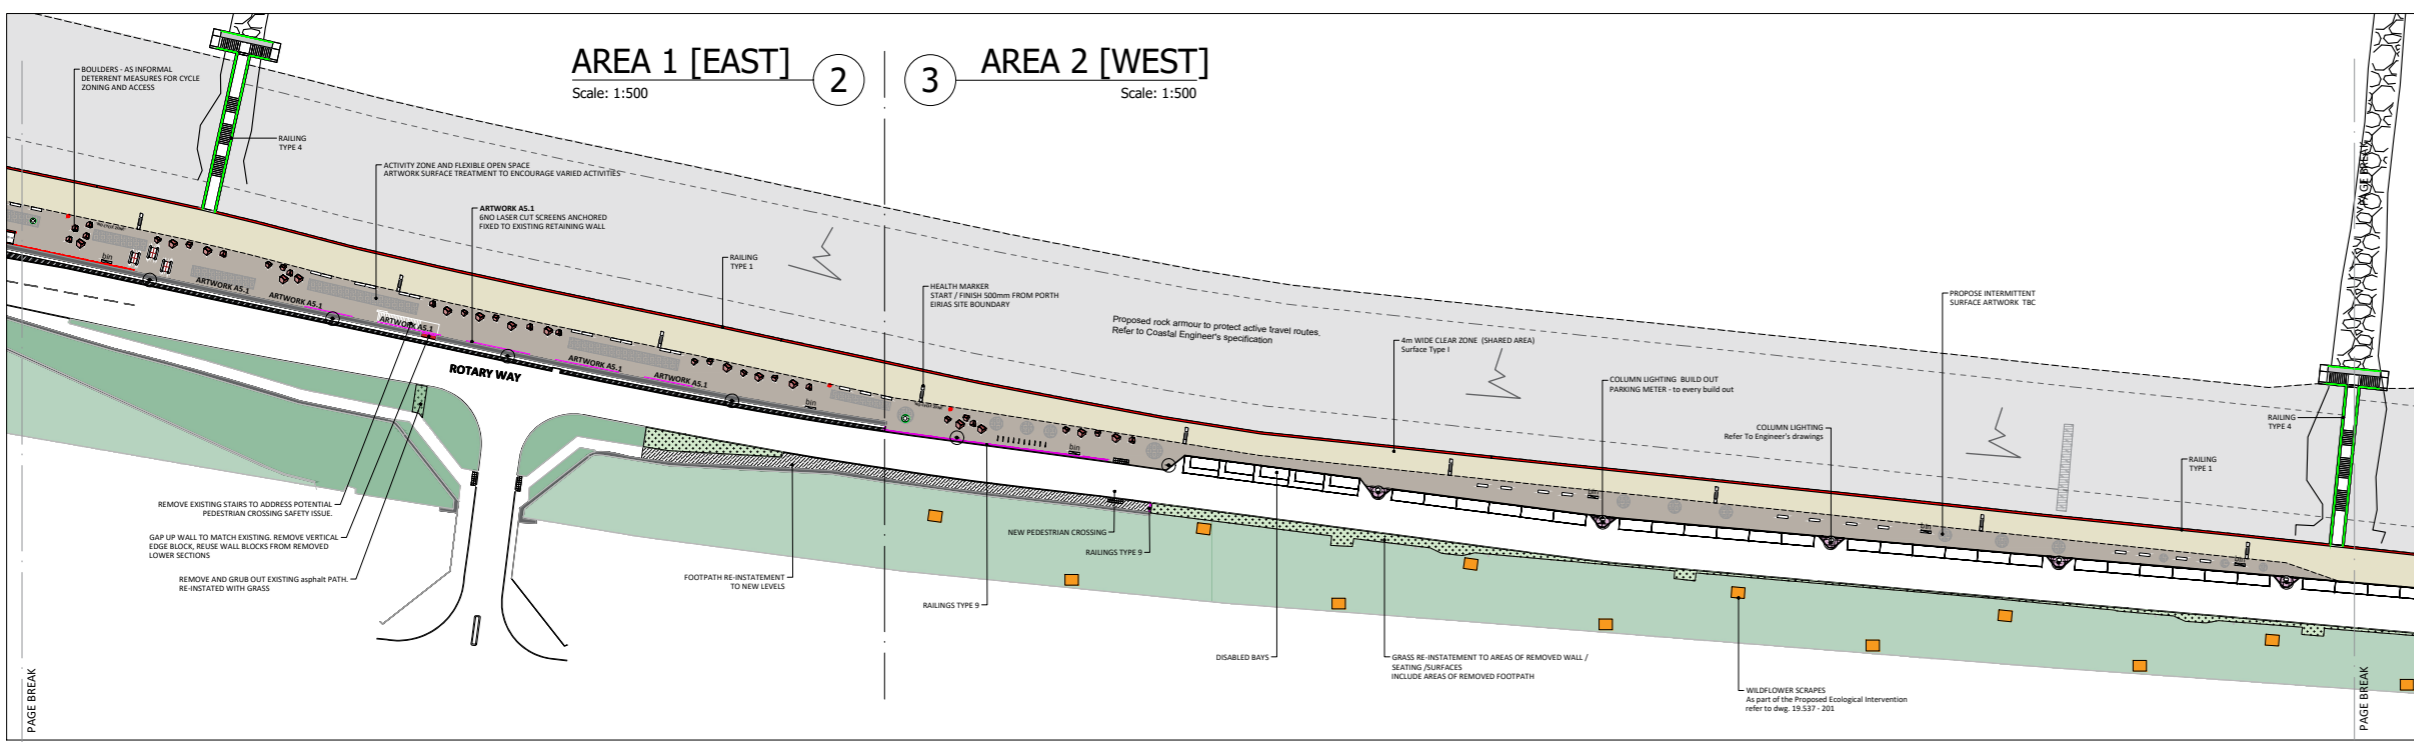 AREA 1 [EAST]
Scale: 1:500
2
3
AREA 2 [WEST]
Scale: 1:500
BOULDERS - AS INFORMAL
DETERRENT MEASURES FOR CYCLE
ZONING AND ACCESS
RAILING
TYPE 4
ACTIVITY ZONE AND FLEXIBLE OPEN SPACE
ARTWORK SURFACE TREATMENT TO ENCOURAGE VARIED ACTIVITIES
ARTWORK A5.1
6NO LASER CUT SCREENS ANCHORED
FIXED TO EXISTING RETAINING WALL
RAILING
TYPE 1
HEALTH MARKER
START / FINISH 500mm FROM PORTH
EIRIAS SITE BOUNDARY
Proposed rock armour to protect active travel routes.
Refer to Coastal Engineer's specification
4m WIDE CLEAR ZONE (SHARED AREA)
Surface Type I
COLUMN LIGHTING BUILD OUT
PARKING METER - to every build out
COLUMN LIGHTING
Refer To Engineer's drawings
PROPOSE INTERMITTENT
SURFACE ARTWORK TBC
RAILING
TYPE 4
RAILING
TYPE 1
PAGE BREAK
bin
ARTWORK A5.1
ARTWORK A5.1
ARTWORK A5.1
ARTWORK A5.1
ARTWORK A5.1
bin
bin
bin
bin
ROTARY WAY
REMOVE EXISTING STAIRS TO ADDRESS POTENTIAL
PEDESTRIAN CROSSING SAFETY ISSUE.
GAP UP WALL TO MATCH EXISTING. REMOVE VERTICAL
EDGE BLOCK, REUSE WALL BLOCKS FROM REMOVED
LOWER SECTIONS
REMOVE AND GRUB OUT EXISTING asphalt PATH.
RE-INSTATED WITH GRASS
FOOTPATH RE-INSTATEMENT
TO NEW LEVELS
NEW PEDESTRIAN CROSSING
RAILINGS TYPE 9
RAILINGS TYPE 9
DISABLED BAYS
GRASS RE-INSTATEMENT TO AREAS OF REMOVED WALL /
SEATING /SURFACES
INCLUDE AREAS OF REMOVED FOOTPATH
WILDFLOWER SCRAPES
As part of the Proposed Ecological Intervention
refer to dwg. 19.537 - 201
PAGE BREAK
PAGE BREAK